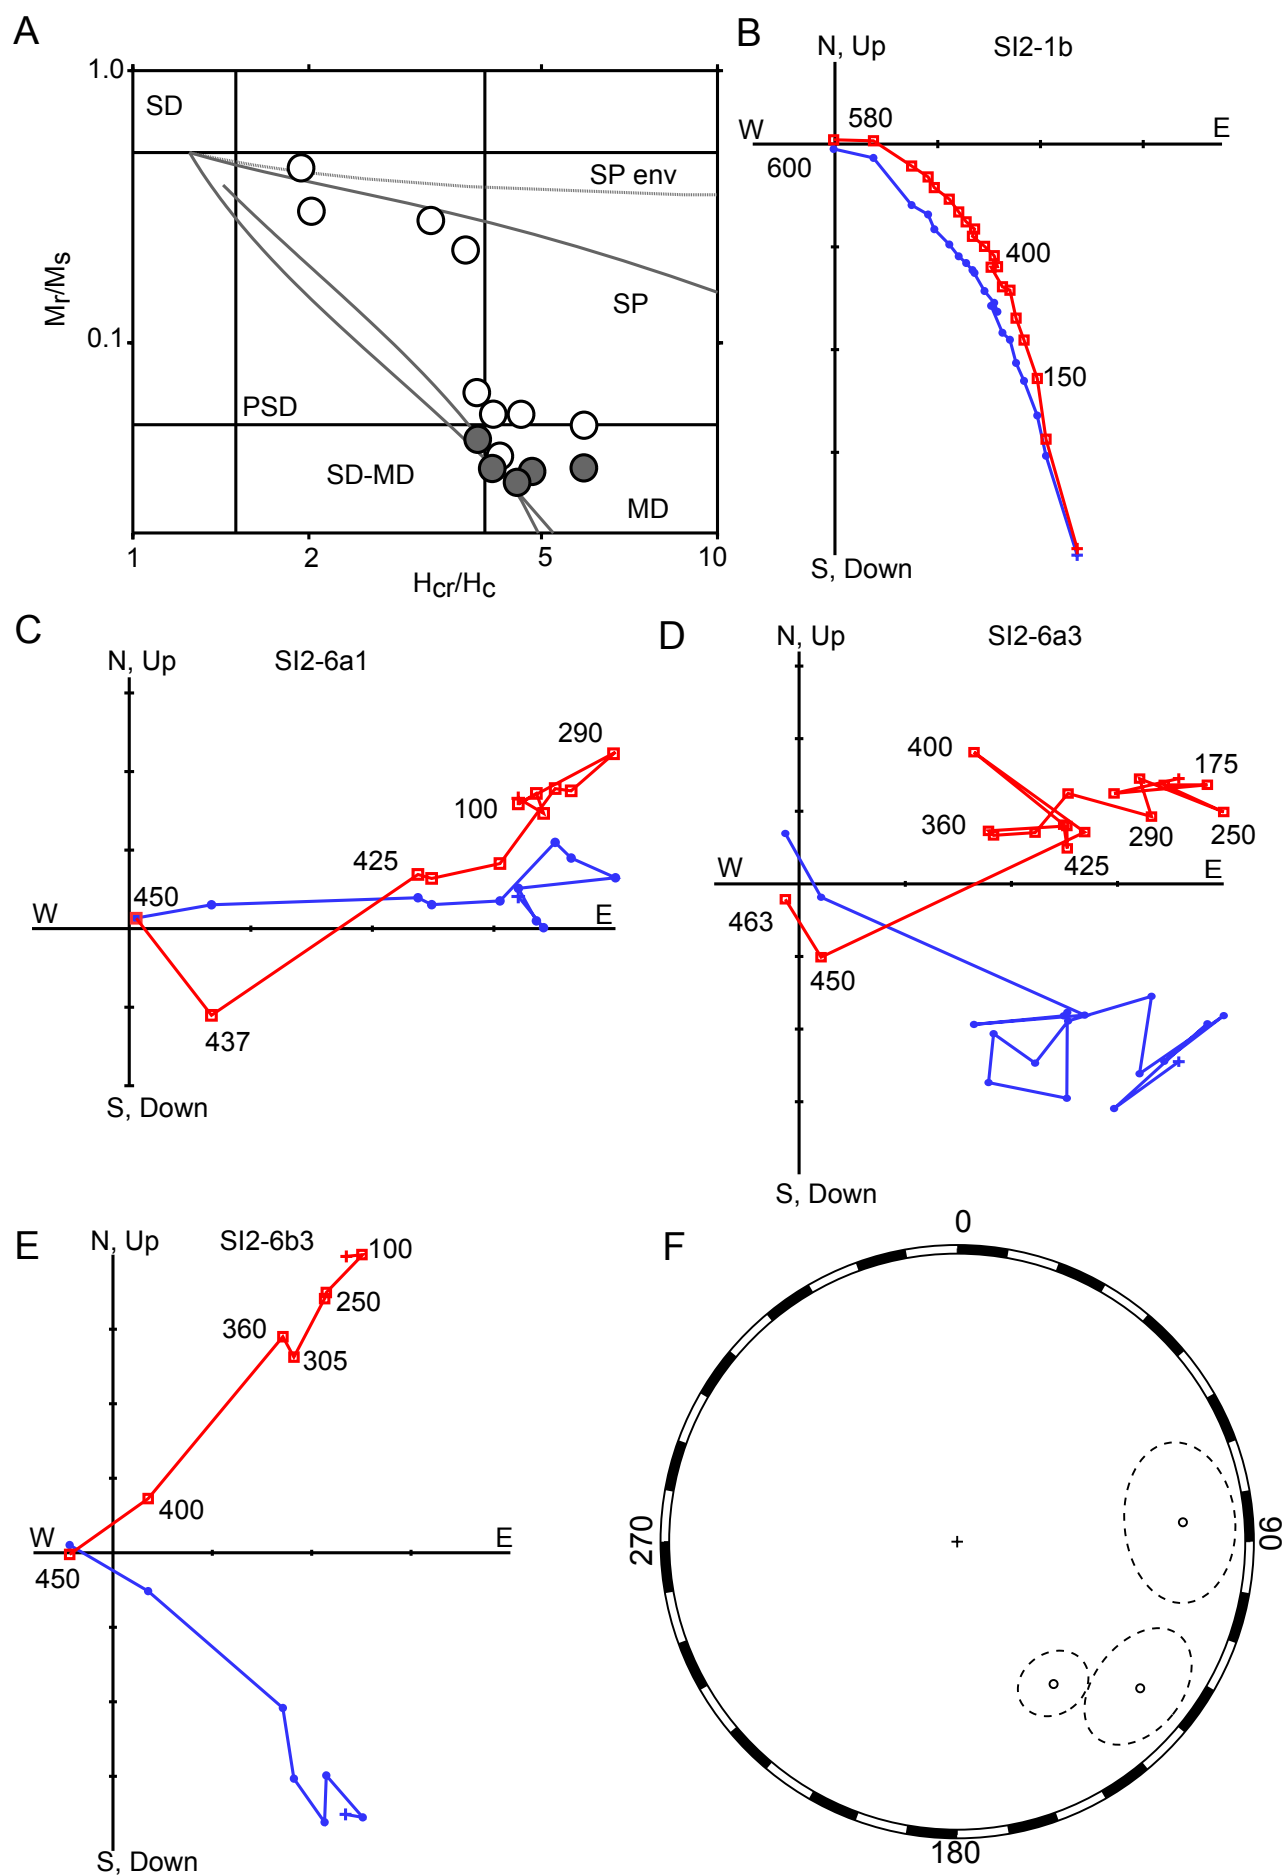 A
1.0
SD
SP env
Mr/Ms
SP
0.1
PSD
SD-MD
MD
1
2
5
10
Hcr/Hc
B
N, Up
SI2-1b
W
580
E
600
400
150
S, Down
C
N, Up
SI2-6a1
290
100
425
450
W
E
437
S, Down
D
SI2-6a3
N, Up
400
175
360
290
250
425
W
E
463
450
S, Down
E
N, Up
SI2-6b3
100
250
360
305
400
W
E
450
S, Down
F
0
90
180
270